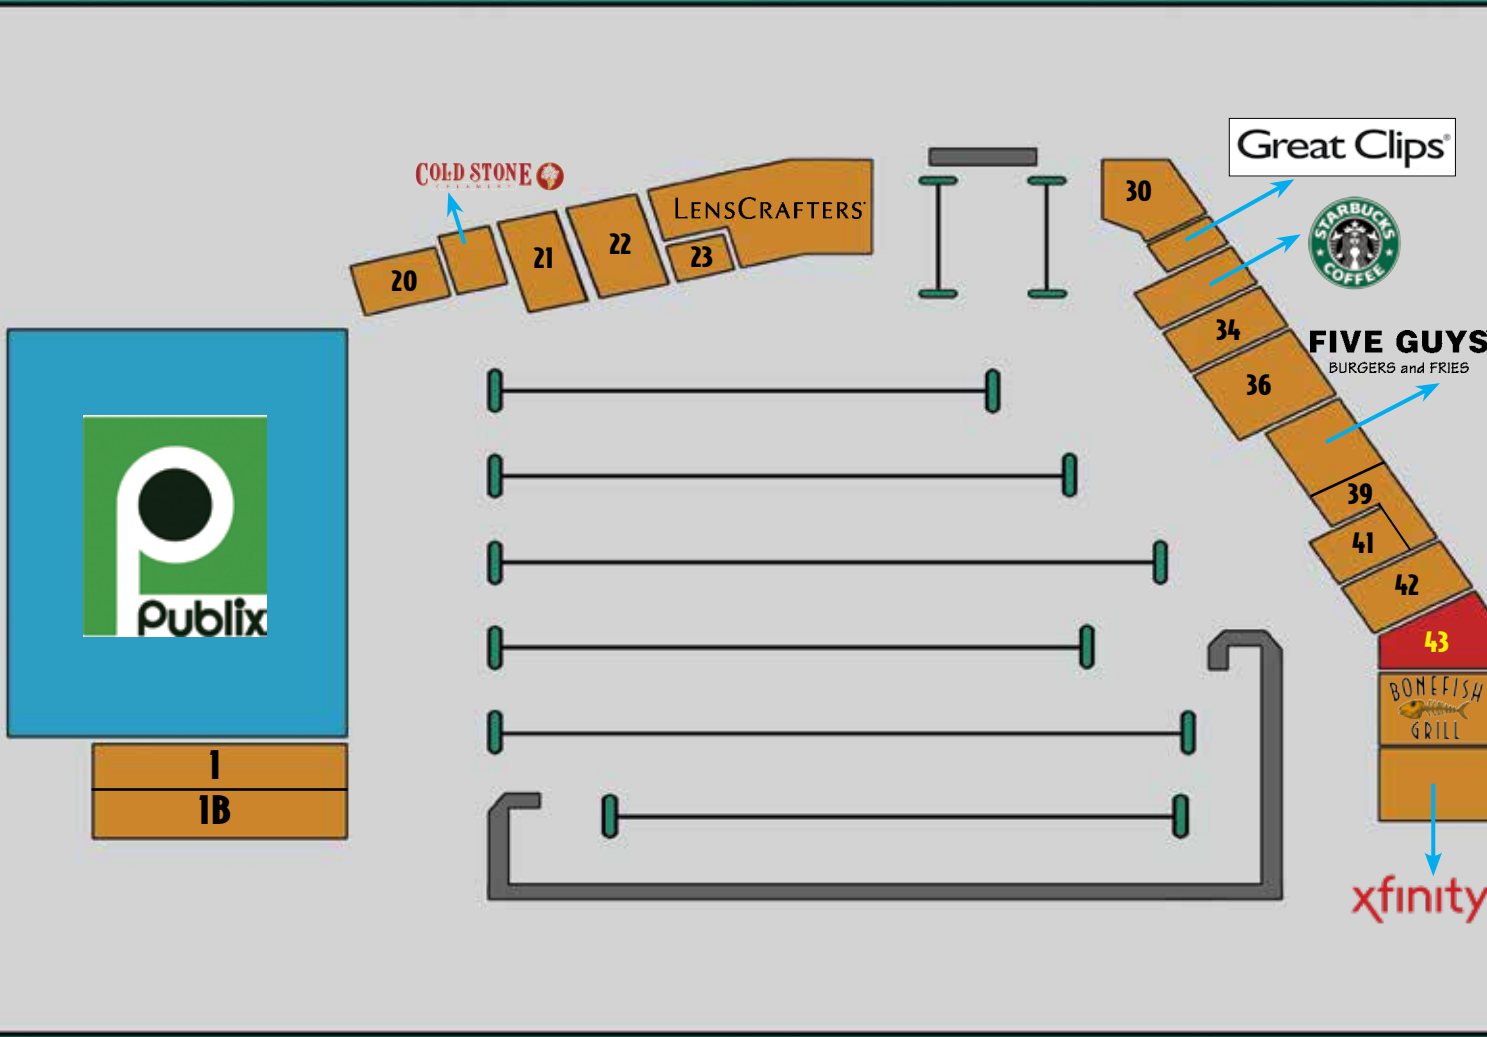 Great Clips®
COLD STONE
CREAMERY
30
LENSCRAFTERS
STARBUCKS
COFFEE
20
21
22
23
34
FIVE GUYS
BURGERS and FRIES
36
39
41
42
Publix
43
BONEFISH
GRILL
1
1B
xfinity